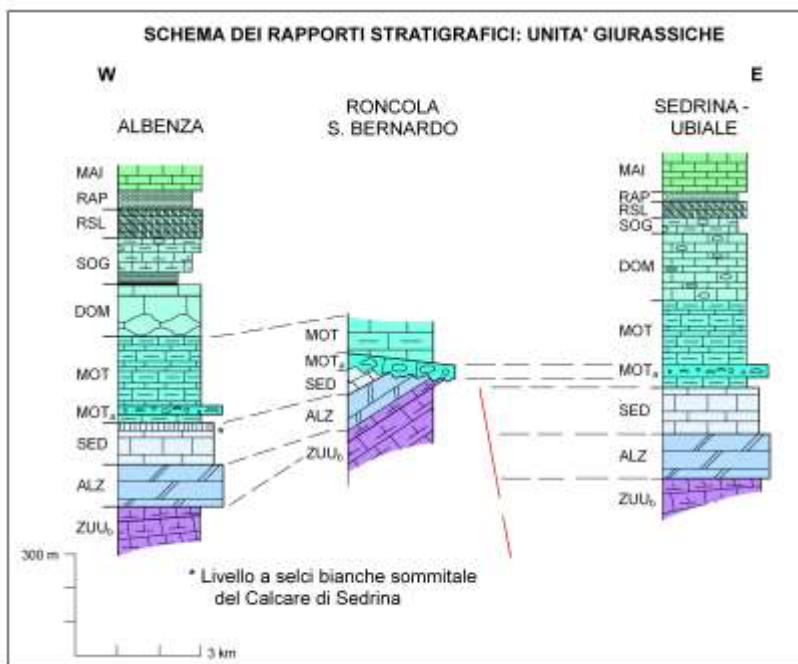 SCHEMA DEI RAPPORTI STRATIGRAFICI: UNITA' GIURASSICHE
W
E
ALBENZA
RONCOLA
S. BERNARDO
SEDRINA -
UBIALE
MAI
RAP
RSL
SOG
DOM
MOT
MOTa
SED
*
ALZ
ZUUb
MOT
MOTa
SED
ALZ
ZUUb
MAI
RAP
RSL
SOG
DOM
MOT
MOTa
SED
ALZ
ZUUb
300 m
3 km
* Livello a selci bianche sommitale
del Calcare di Sedrina